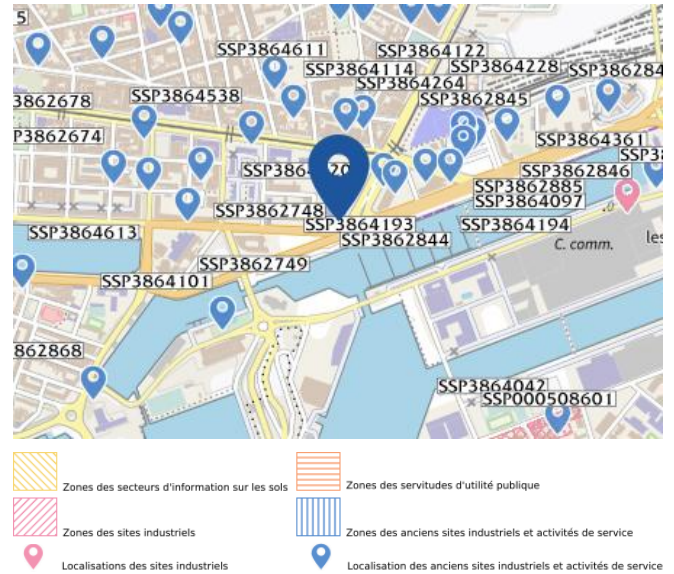 5
SSP3864611
SSP3864122
SSP3864114
SSP3864228
SSP386284
SSP3864264
3862678
SSP3864538
SSP3862845
P3862674
SSP3864361
SSP3862846
SSP3862885
SSP3862748
SSP3864097
SSP3864613
SSP3864193
SSP3864194
SSP3862844
C. comm.
les
SSP3862749
SSP3864101
862868
SSP3864042
SSP000508601
Zones des secteurs d'information sur les sols
Zones des servitudes d'utilité publique
Zones des sites industriels
Zones des anciens sites industriels et activités de service
Localisations des sites industriels
Localisation des anciens sites industriels et activités de service